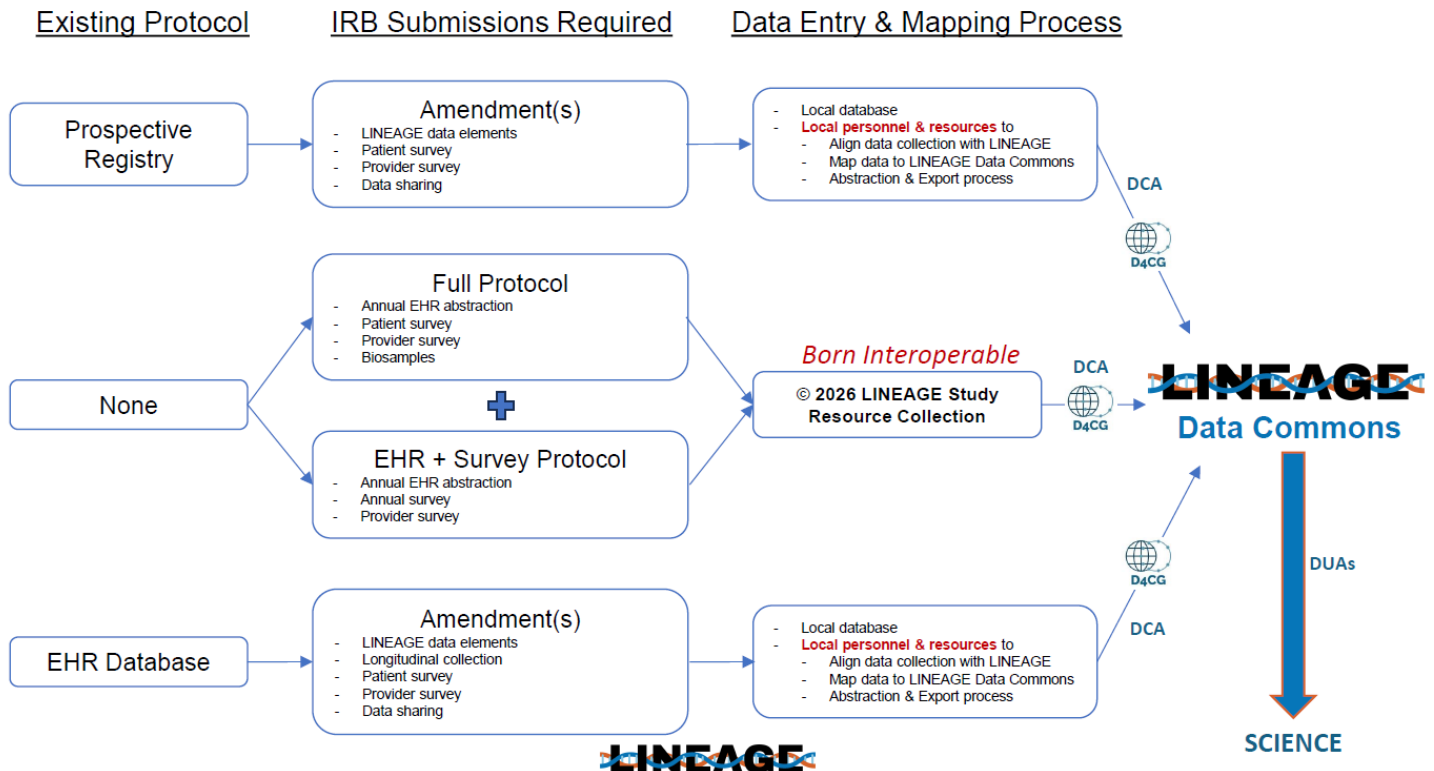 Existing Protocol
IRB Submissions Required
Data Entry & Mapping Process
Prospective
Registry
Amendment(s)
- LINEAGE data elements
- Patient survey
- Provider survey
- Data sharing
- Local database
- Local personnel & resources to
- Align data collection with LINEAGE
- Map data to LINEAGE Data Commons
- Abstraction & Export process
DCA
D4CG
None
Full Protocol
- Annual EHR abstraction
- Patient survey
- Provider survey
- Biosamples
EHR + Survey Protocol
- Annual EHR abstraction
- Annual survey
- Provider survey
Born Interoperable
© 2026 LINEAGE Study
Resource Collection
DCA
D4CG
LINEAGE
Data Commons
EHR Database
Amendment(s)
- LINEAGE data elements
- Longitudinal collection
- Patient survey
- Provider survey
- Data sharing
- Local database
- Local personnel & resources to
- Align data collection with LINEAGE
- Map data to LINEAGE Data Commons
- Abstraction & Export process
D4CG
DCA
DUAs
SCIENCE
LINEAGE